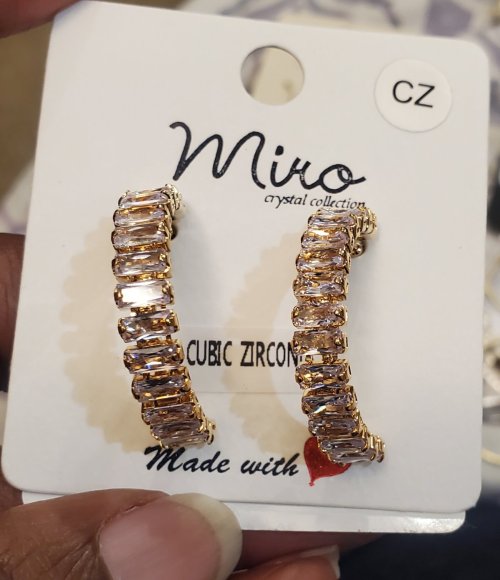 CZ
Miro
crystal collection
CUBIC ZIRCON
Made with